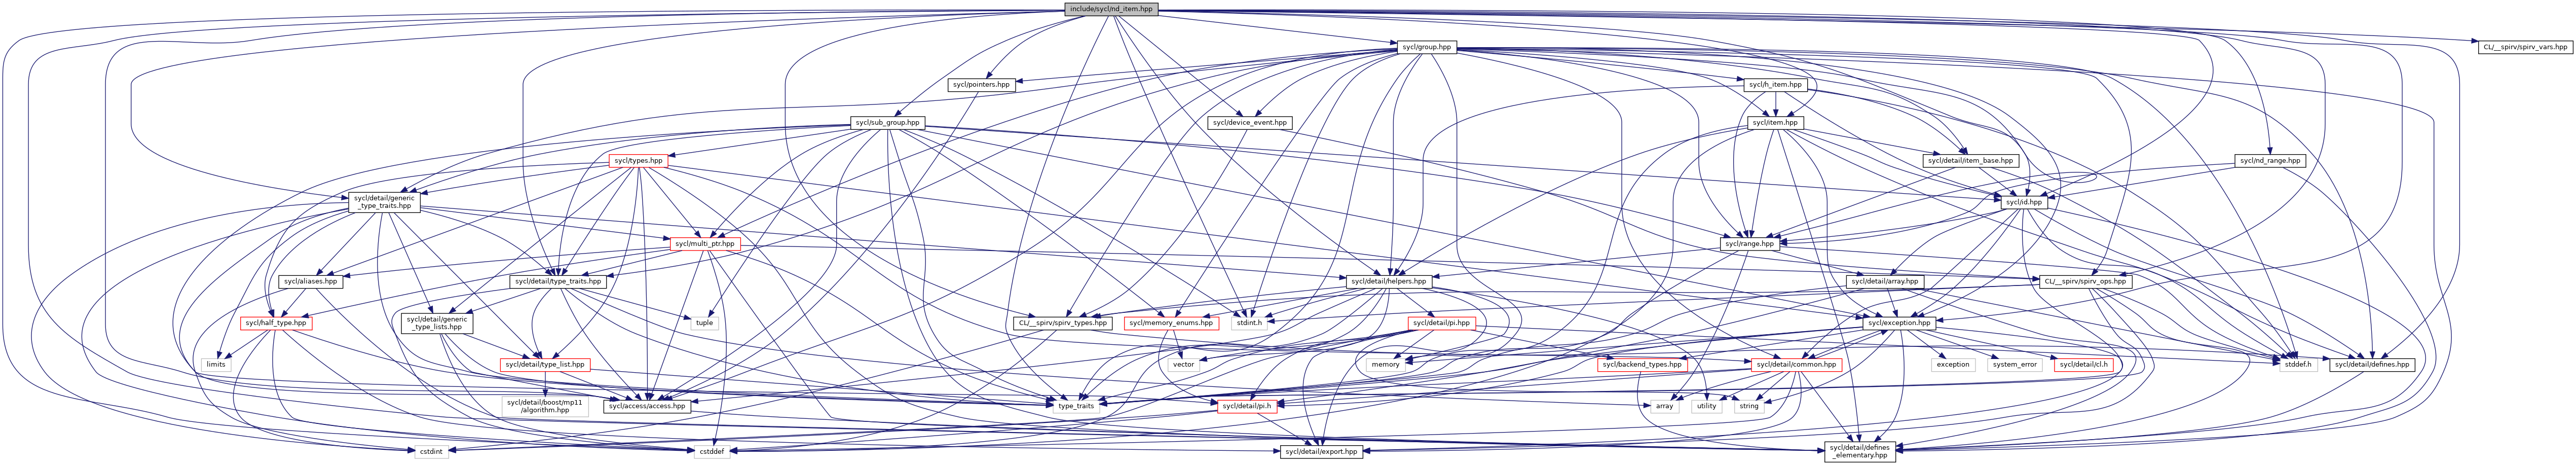 include/sycl/nd_item.hpp
sycl/group.hpp
CL/__spirv/spirv_vars.hpp
sycl/pointers.hpp
sycl/h_item.hpp
sycl/sub_group.hpp
sycl/device_event.hpp
sycl/item.hpp
sycl/types.hpp
sycl/detail/item_base.hpp
sycl/nd_range.hpp
sycl/detail/generic
_type_traits.hpp
sycl/id.hpp
sycl/multi_ptr.hpp
sycl/range.hpp
sycl/aliases.hpp
sycl/detail/type_traits.hpp
sycl/detail/helpers.hpp
sycl/detail/array.hpp
CL/__spirv/spirv_ops.hpp
sycl/half_type.hpp
sycl/detail/generic
_type_lists.hpp
tuple
CL/__spirv/spirv_types.hpp
sycl/memory_enums.hpp
stdint.h
sycl/detail/pi.hpp
sycl/exception.hpp
limits
sycl/detail/type_list.hpp
vector
memory
sycl/backend_types.hpp
sycl/detail/common.hpp
exception
system_error
sycl/detail/cl.h
stddef.h
sycl/detail/defines.hpp
sycl/detail/boost/mp11
/algorithm.hpp
sycl/access/access.hpp
type_traits
sycl/detail/pi.h
array
utility
string
cstdint
cstddef
sycl/detail/export.hpp
sycl/detail/defines
_elementary.hpp